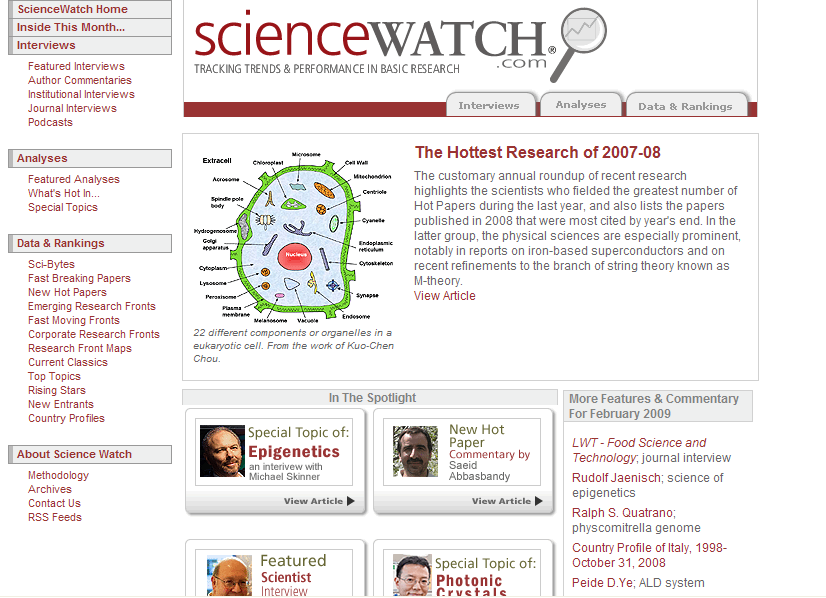 ScienceWatch Home
Inside This Month...
Interviews
Featured Interviews
Author Commentaries
Institutional Interviews
Journal Interviews
Podcasts
Analyses
Featured Analyses
What's Hot In...
Special Topics
Data & Rankings
Sci-Bytes
Fast Breaking Papers
New Hot Papers
Emerging Research Fronts
Fast Moving Fronts
Corporate Research Fronts
Research Front Maps
Current Classics
Top Topics
Rising Stars
New Entrants
Country Profiles
About Science Watch
Methodology
Archives
Contact Us
RSS Feeds
scienceWATCH®
.com
TRACKING TRENDS & PERFORMANCE IN BASIC RESEARCH
Interviews
Analyses
Data & Rankings
Extracell
Microsome
Chloroplast
Cell Wall
Acrosome
Mitochondrion
Centriole
Spindle pole
body
Cyanelle
Hydrogenosome
Golgi
apparatus
Endoplasmic
reticulum
Nucleus
Cytoskeleton
Cytoplasm
Lysosome
Synapse
Peroxisome
Plasma
membrane
Melanosome
Vacuole
Endosome
22 different components or organelles in a
eukaryotic cell. From the work of Kuo-Chen
Chou.
The Hottest Research of 2007-08
The customary annual roundup of recent research
highlights the scientists who fielded the greatest number of
Hot Papers during the last year, and also lists the papers
published in 2008 that were most cited by year's end. In the
latter group, the physical sciences are especially prominent,
notably in reports on iron-based superconductors and on
recent refinements to the branch of string theory known as
M-theory.
View Article
In The Spotlight
Special Topic of:
Epigenetics
an interivew with
Michael Skinner
View Article
New Hot
Paper
Commentary by
Saeid
Abbasbandy
View Article
Featured
Scientist
Interview
Special Topic of:
Photonic
Crystals
More Features & Commentary
For February 2009
LWT - Food Science and
Technology; journal interview
Rudolf Jaenisch; science of
epigenetics
Ralph S. Quatrano;
physcomitrella genome
Country Profile of Italy, 1998-
October 31, 2008
Peide D.Ye; ALD system